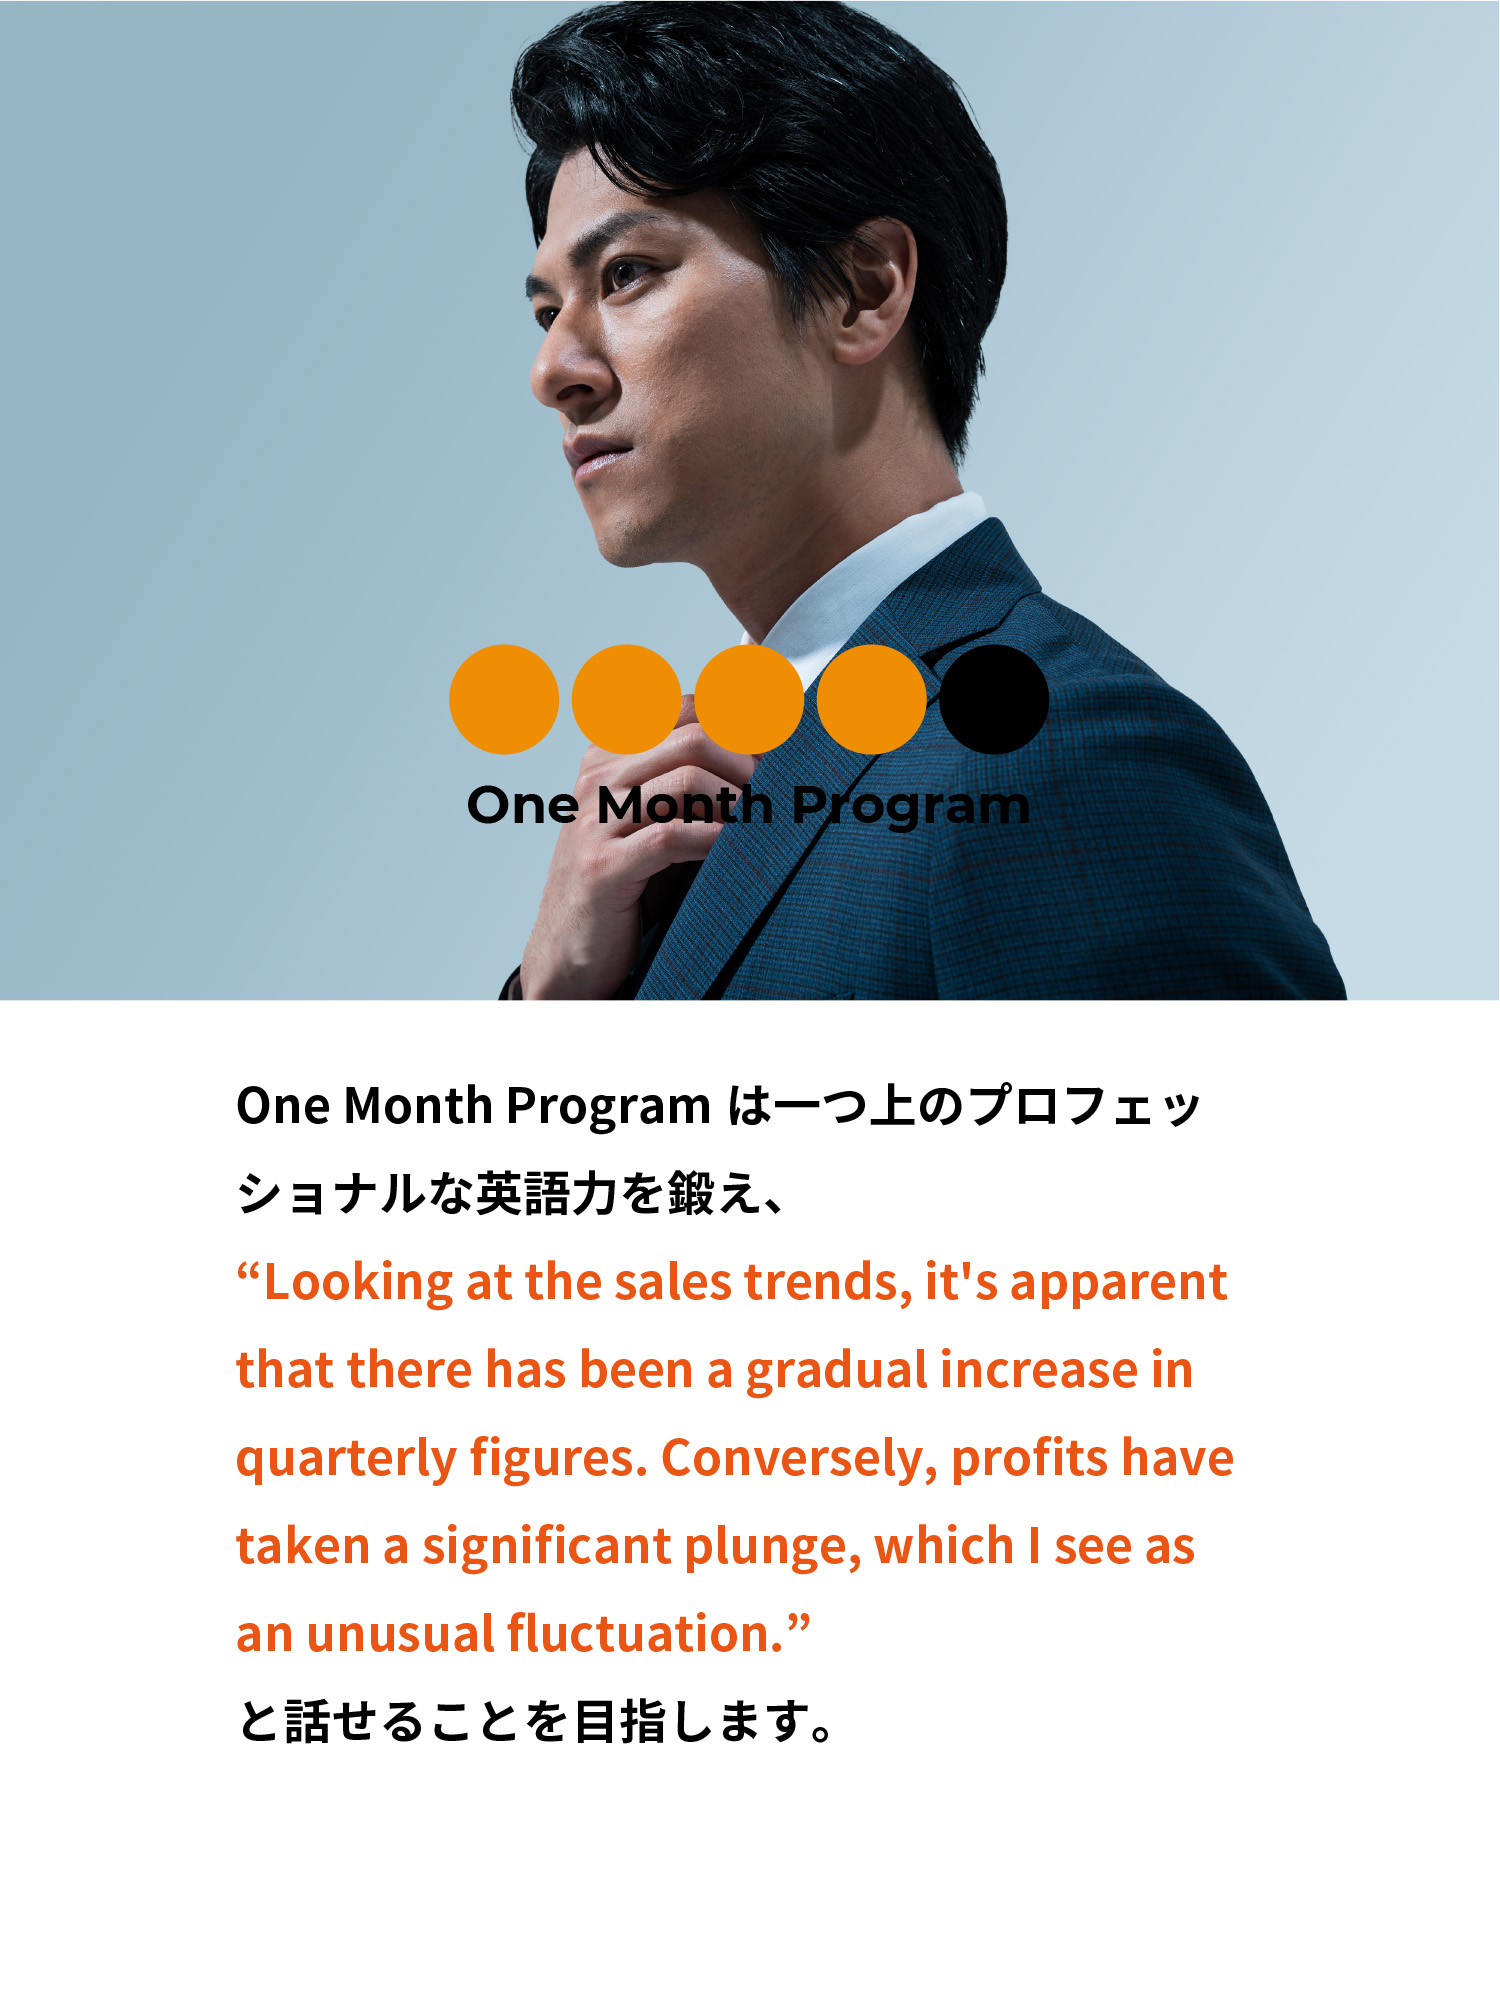 One Month Program
One Month Program は一つ上のプロフェッ
ショナルな英語力を鍛え、
“Looking at the sales trends, it's apparent
that there has been a gradual increase in
quarterly figures. Conversely, profits have
taken a significant plunge, which I see as
an unusual fluctuation.”
と話せることを目指します。